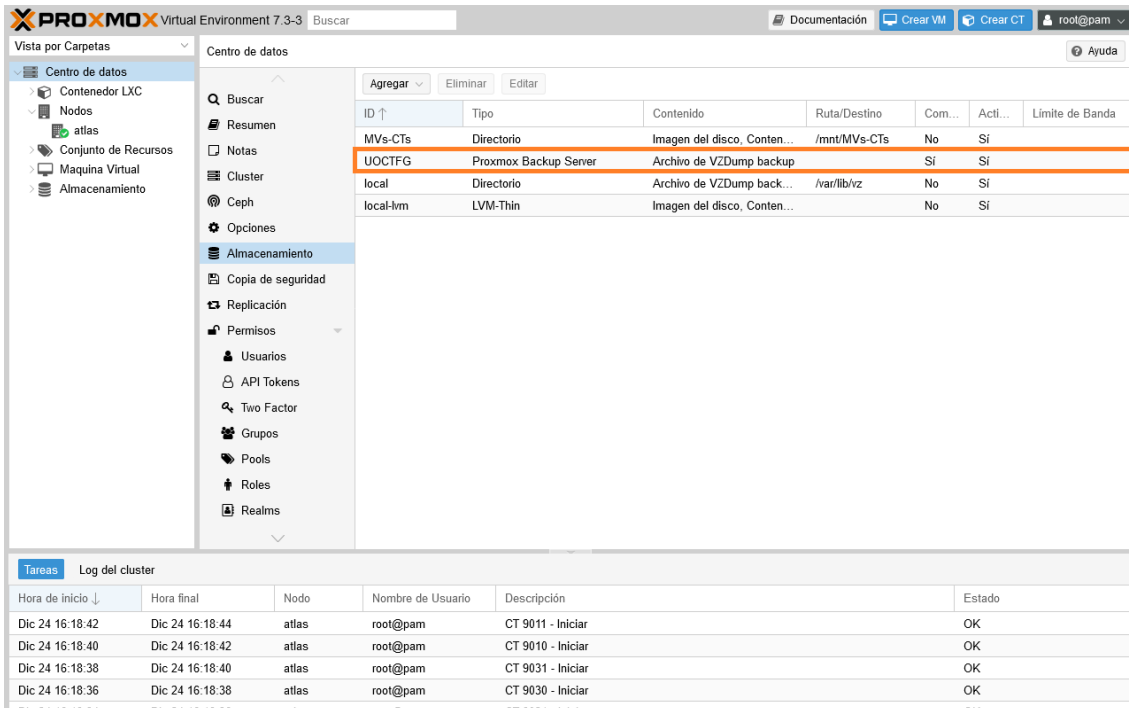 PROXMOX Virtual Environment 7.3-3 Buscar Documentación Crear VM Crear CT root@pam
Vista por Carpetas
Centro de datos
Contenedor LXC
Nodos
atlas
Conjunto de Recursos
Maquina Virtual
Almacenamiento
Centro de datos Ayuda
Buscar
Resumen
Notas
Cluster
Ceph
Opciones
Almacenamiento
Copia de seguridad
Replicación
Permisos
Usuarios
API Tokens
Two Factor
Grupos
Pools
Roles
Realms
Agregar Eliminar Editar
ID Tipo Contenido Ruta/Destino Com... Acti... Límite de Banda
MVs-CTs Directorio Imagen del disco, Conten... /mnt/MVs-CTs No Sí
UOCTFG Proxmox Backup Server Archivo de VZDump backup Sí Sí
local Directorio Archivo de VZDump back... /var/lib/vz No Sí
local-lvm LVM-Thin Imagen del disco, Conten... No Sí
Tareas Log del cluster
Hora de inicio Hora final Nodo Nombre de Usuario Descripción Estado
Dic 24 16:18:42 Dic 24 16:18:44 atlas root@pam CT 9011 - Iniciar OK
Dic 24 16:18:40 Dic 24 16:18:42 atlas root@pam CT 9010 - Iniciar OK
Dic 24 16:18:38 Dic 24 16:18:40 atlas root@pam CT 9031 - Iniciar OK
Dic 24 16:18:36 Dic 24 16:18:38 atlas root@pam CT 9030 - Iniciar OK